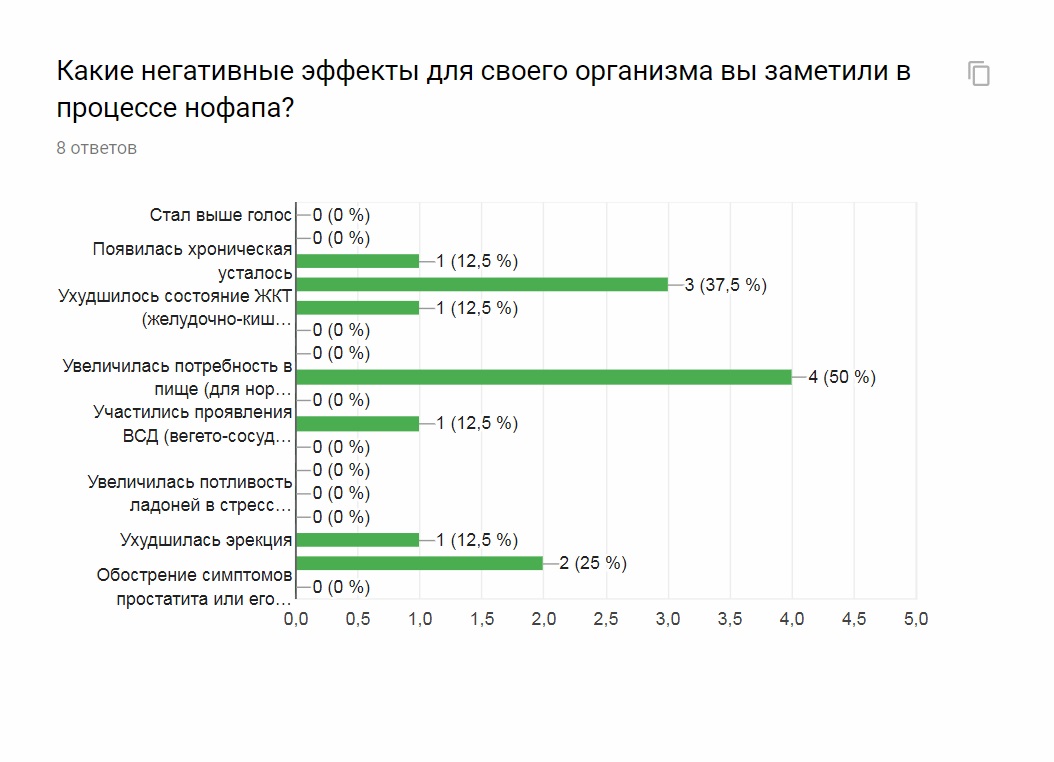 Какие негативные эффекты для своего организма вы заметили в
процессе нофапа?
8 ответов
Стал выше голос
0 (0 %)
0 (0 %)
Появилась хроническая
усталось
1 (12,5 %)
3 (37,5 %)
Ухудшилось состояние ЖКТ
(желудочно-киш…
1 (12,5 %)
0 (0 %)
0 (0 %)
Увеличилась потребность в
пище (для нор…
4 (50 %)
0 (0 %)
Участились проявления
ВСД (вегето-сосуд…
1 (12,5 %)
0 (0 %)
0 (0 %)
Увеличилась потливость
ладоней в стресс…
0 (0 %)
0 (0 %)
Ухудшилась эрекция
1 (12,5 %)
2 (25 %)
Обострение симптомов
простатита или его…
0 (0 %)
0,0 0,5 1,0 1,5 2,0 2,5 3,0 3,5 4,0 4,5 5,0